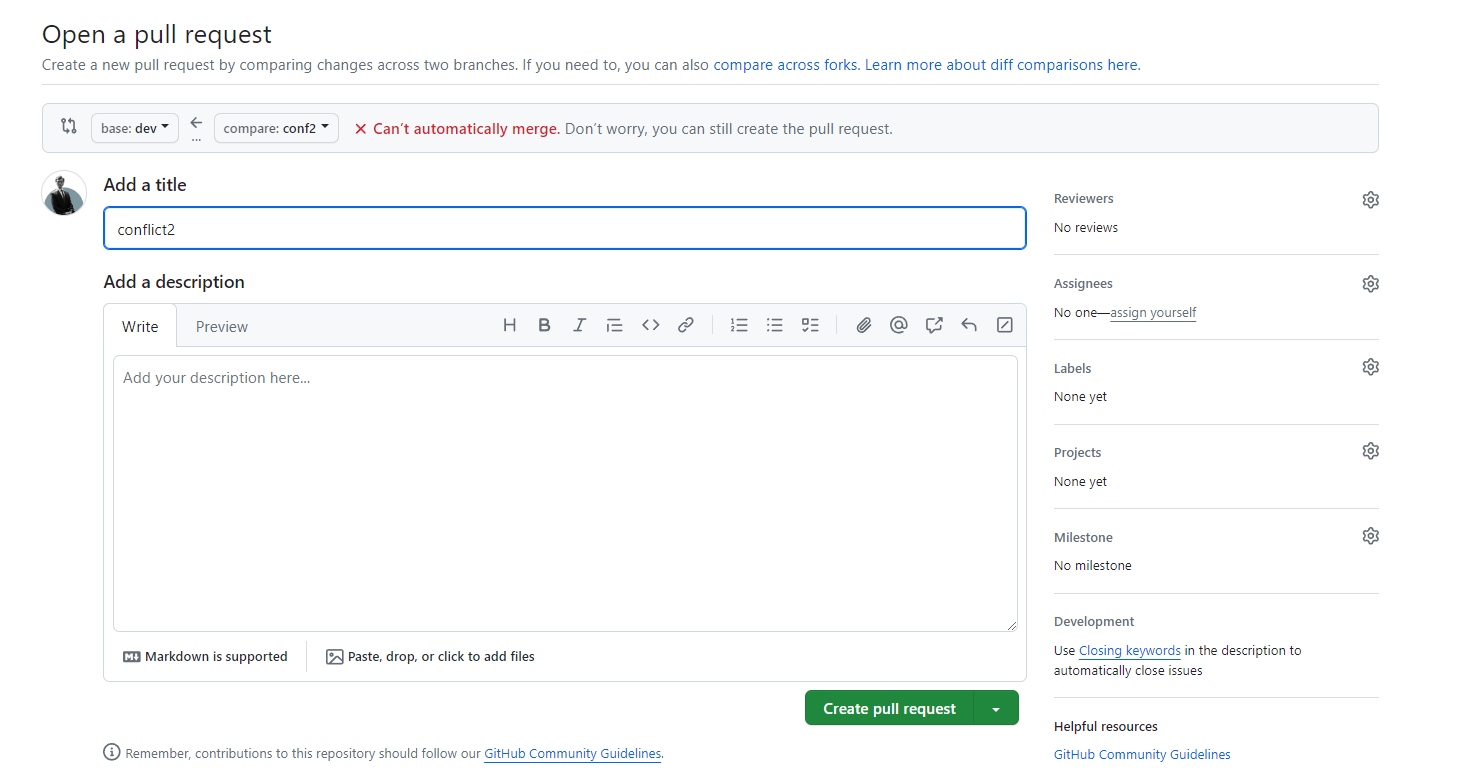 Open a pull request
Create a new pull request by comparing changes across two branches. If you need to, you can also compare across forks. Learn more about diff comparisons here.
base: dev
...
compare: conf2
Can’t automatically merge. Don’t worry, you can still create the pull request.
Add a title
conflict2
Add a description
Write
Preview
H B I
Add your description here...
Markdown is supported
Paste, drop, or click to add files
Create pull request
Remember, contributions to this repository should follow our GitHub Community Guidelines.
Reviewers
No reviews
Assignees
No one—assign yourself
Labels
None yet
Projects
None yet
Milestone
No milestone
Development
Use Closing keywords in the description to
automatically close issues
Helpful resources
GitHub Community Guidelines